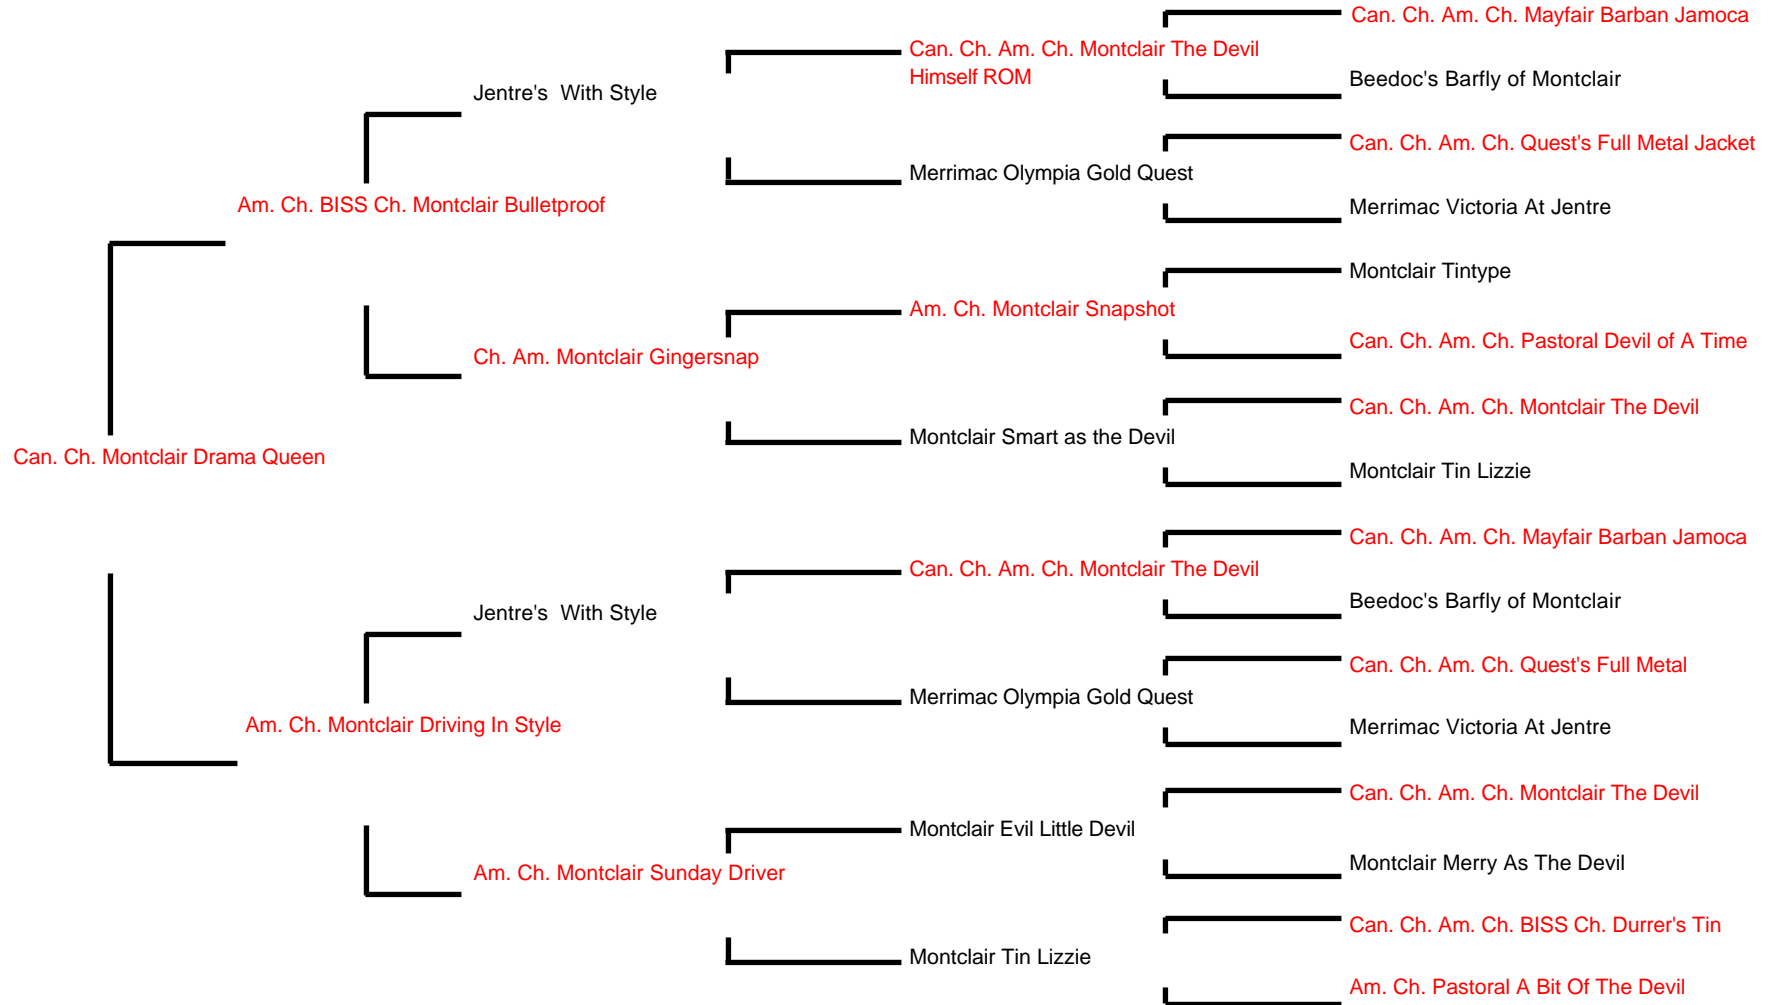 Can. Ch. Am. Ch. Mayfair Barban Jamoca
Can. Ch. Am. Ch. Montclair The Devil
Himself ROM
Beedoc's Barfly of Montclair
Jentre's With Style
Can. Ch. Am. Ch. Quest's Full Metal Jacket
Merrimac Olympia Gold Quest
Merrimac Victoria At Jentre
Am. Ch. BISS Ch. Montclair Bulletproof
Montclair Tintype
Am. Ch. Montclair Snapshot
Can. Ch. Am. Ch. Pastoral Devil of A Time
Ch. Am. Montclair Gingersnap
Can. Ch. Am. Ch. Montclair The Devil
Montclair Smart as the Devil
Montclair Tin Lizzie
Can. Ch. Montclair Drama Queen
Can. Ch. Am. Ch. Mayfair Barban Jamoca
Can. Ch. Am. Ch. Montclair The Devil
Beedoc's Barfly of Montclair
Jentre's With Style
Can. Ch. Am. Ch. Quest's Full Metal
Merrimac Olympia Gold Quest
Merrimac Victoria At Jentre
Am. Ch. Montclair Driving In Style
Can. Ch. Am. Ch. Montclair The Devil
Montclair Evil Little Devil
Montclair Merry As The Devil
Am. Ch. Montclair Sunday Driver
Can. Ch. Am. Ch. BISS Ch. Durrer's Tin
Montclair Tin Lizzie
Am. Ch. Pastoral A Bit Of The Devil